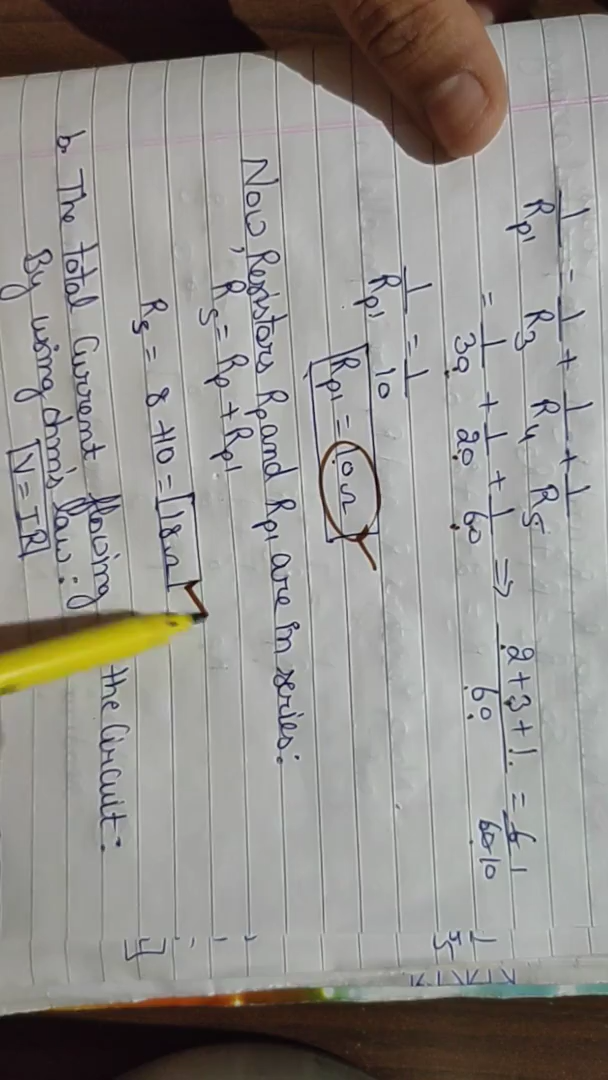 1/Rp' = 1/R3 + 1/R4 + 1/R5
= 1/30 + 1/20 + 1/60 ⇒ 2+3+1/60 = 6 1/60 10
1/Rp' = 1/10
Rp' = 10Ω
Now Resistors Rp and Rp' are in series:
, Rs = Rp + Rp'
Rs = 8+10 = 18Ω
b. The total Current flowing the Circuit:
By using ohm's law: V=IR